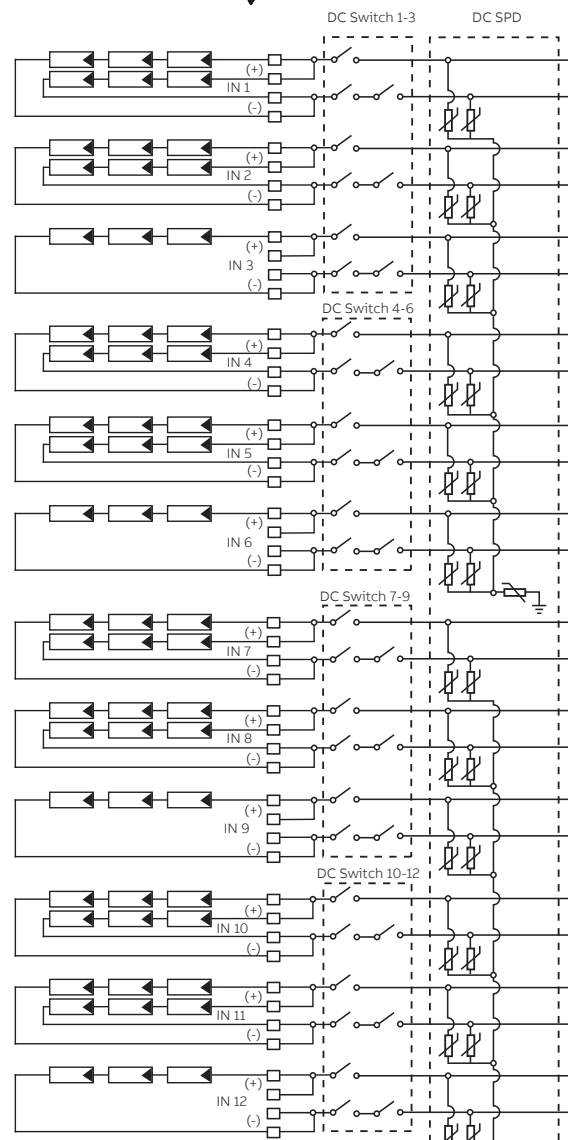 DC Switch 1-3
DC SPD
(+)
IN 1
(-)
(+)
IN 2
(-)
(+)
IN 3
(-)
DC Switch 4-6
(+)
IN 4
(-)
(+)
IN 5
(-)
(+)
IN 6
(-)
DC Switch 7-9
(+)
IN 7
(-)
(+)
IN 8
(-)
(+)
IN 9
(-)
DC Switch 10-12
(+)
IN 10
(-)
(+)
IN 11
(-)
(+)
IN 12
(-)